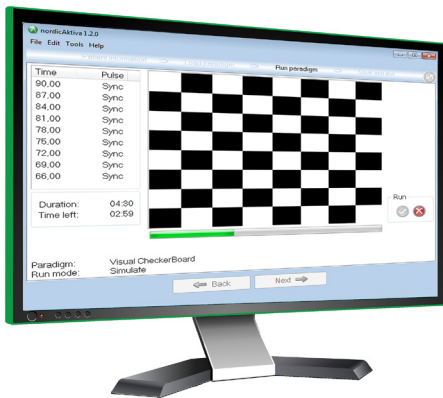 nordicAktiva 1.2.0
File Edit Tools Help
Run paradigm
Time Pulse
90,00 Sync
87,00 Sync
84,00 Sync
81,00 Sync
78,00 Sync
75,00 Sync
72,00 Sync
69,00 Sync
66,00 Sync
Duration: 04:30
Time left: 02:59
Run
Paradigm: Visual CheckerBoard
Run mode: Simulate
Back Next